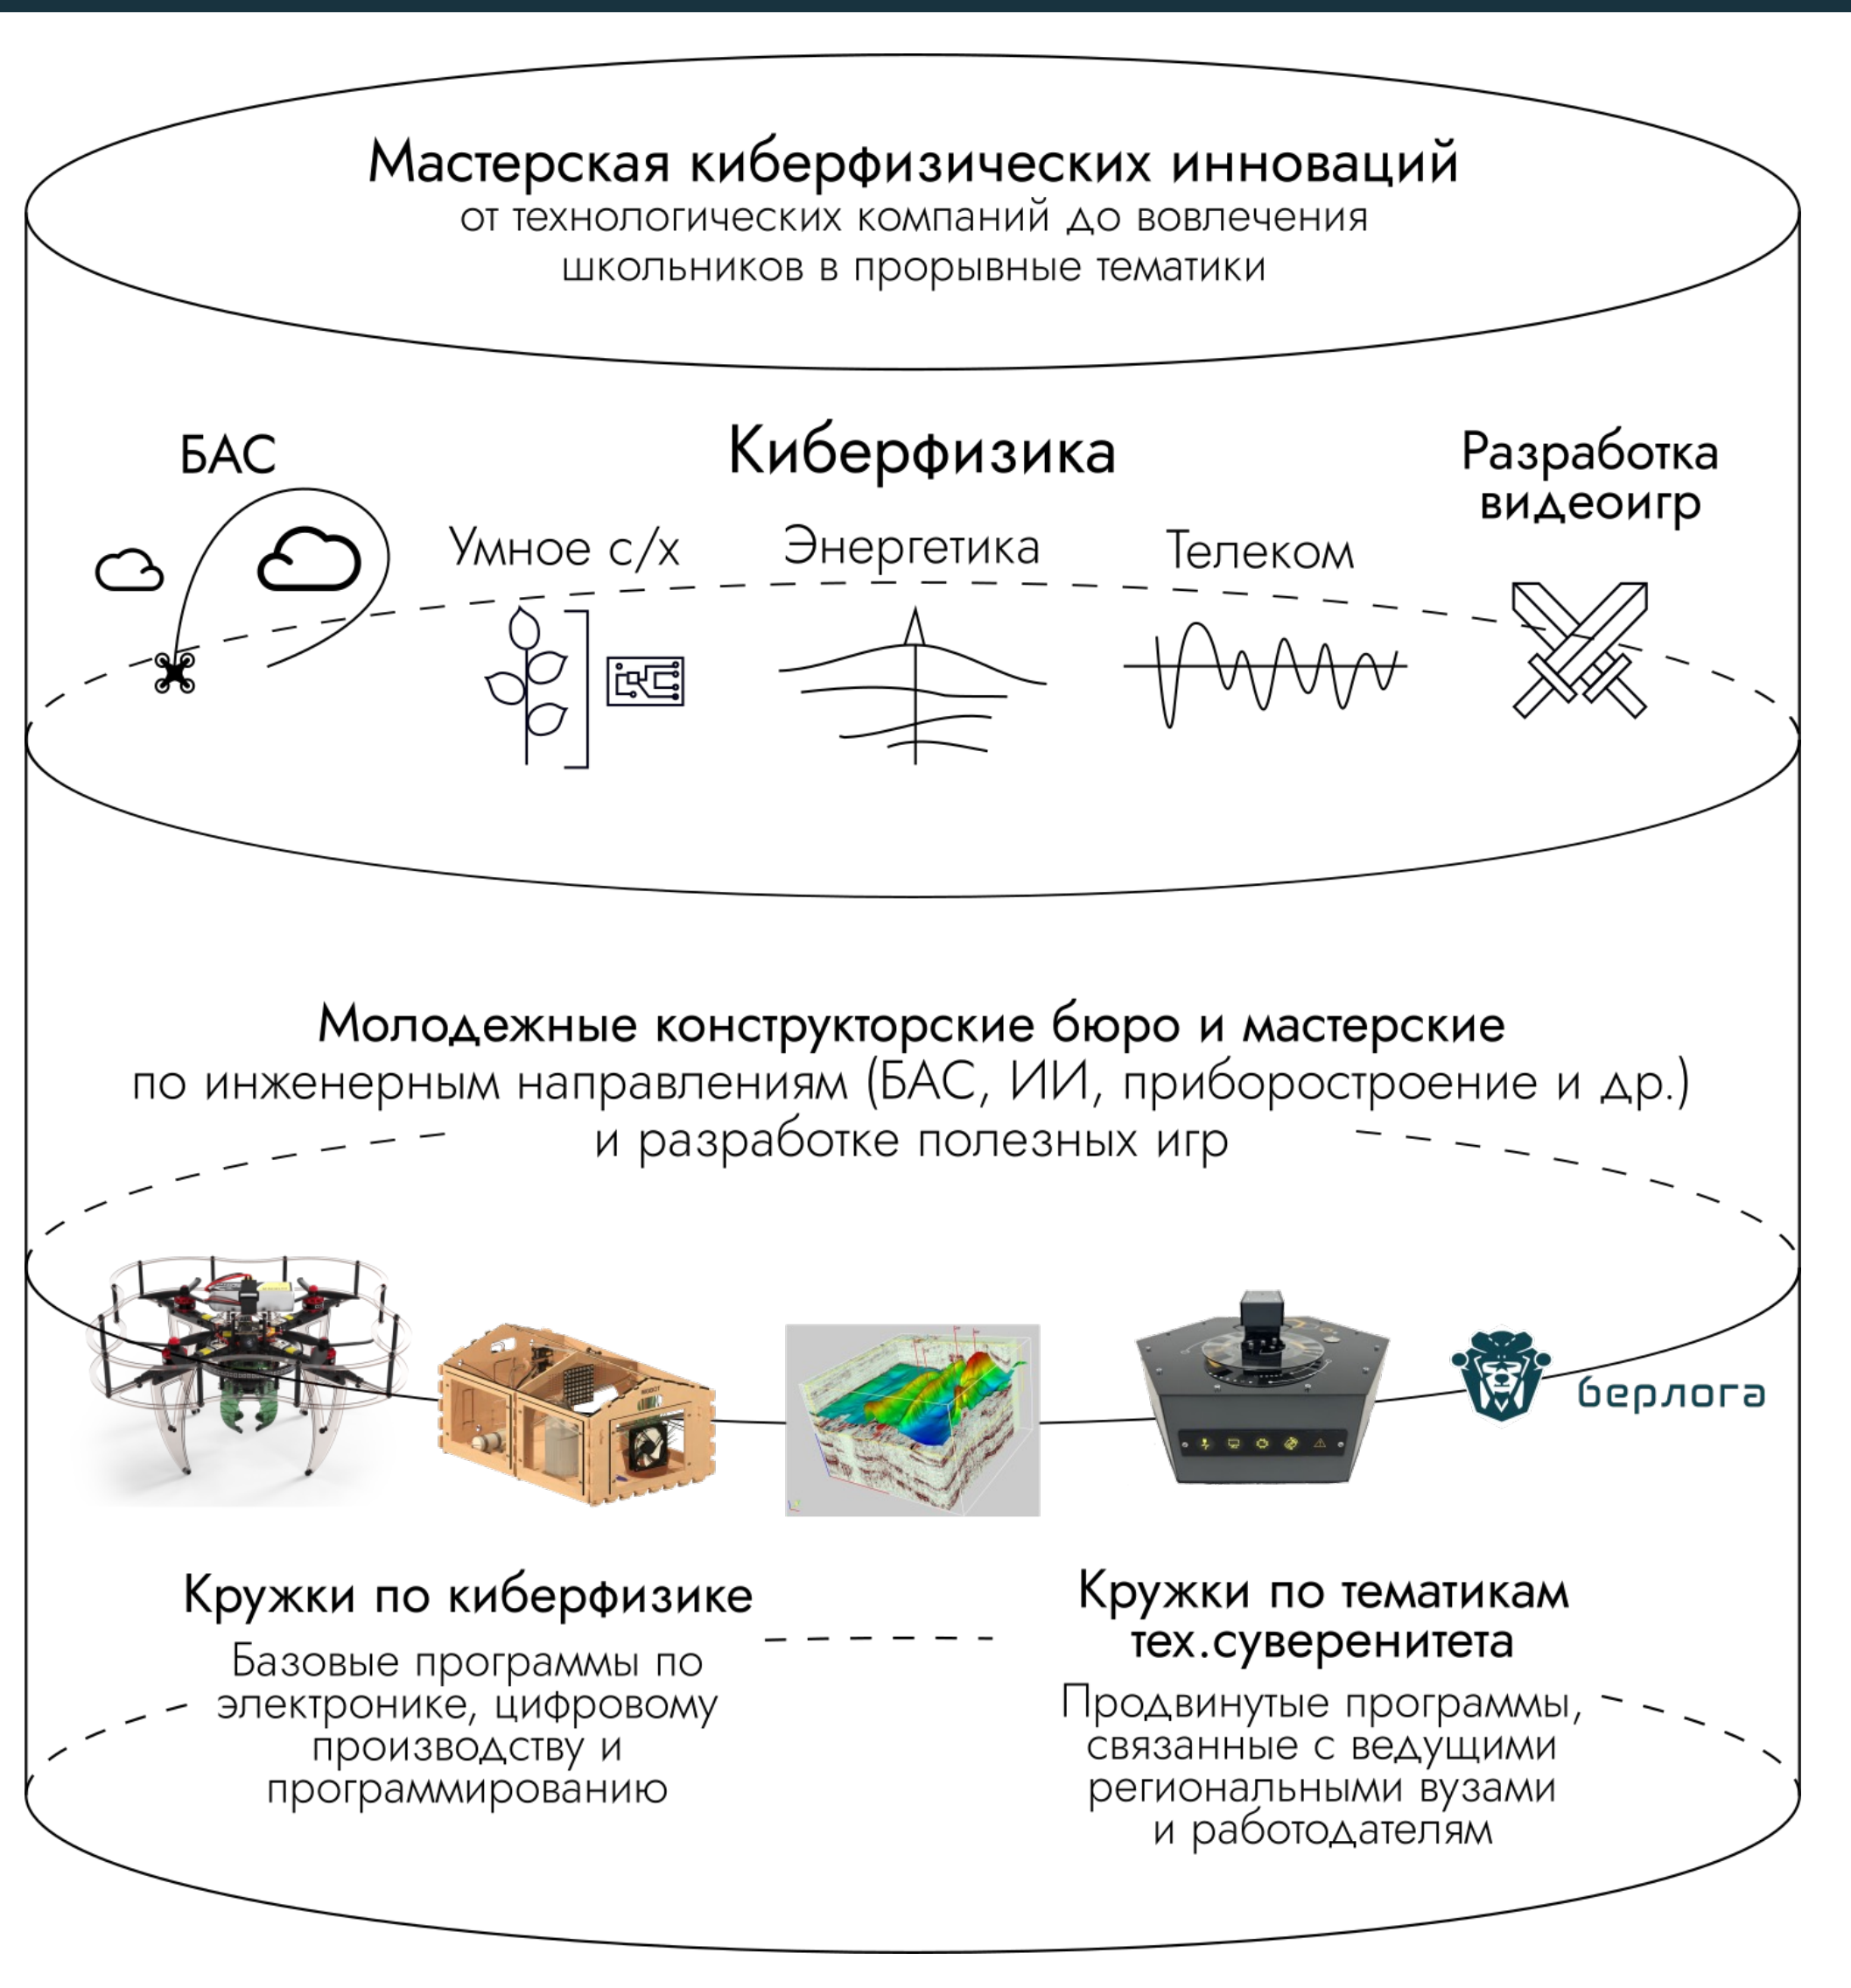 Мастерская киберфизических инноваций
от технологических компаний до вовлечения
школьников в прорывные тематики
БАС
Киберфизика
Разработка
видеоигр
Умное с/х
Энергетика
Телеком
Молодежные конструкторские бюро и мастерские
по инженерным направлениям (БАС, ИИ, приборостроение и др.)
и разработке полезных игр
берлога
Кружки по киберфизике
Базовые программы по
электронике, цифровому
производству и
программированию
Кружки по тематикам
тех.суверенитета
Продвинутые программы,
связанные с ведущими
региональными вузами
и работодателям